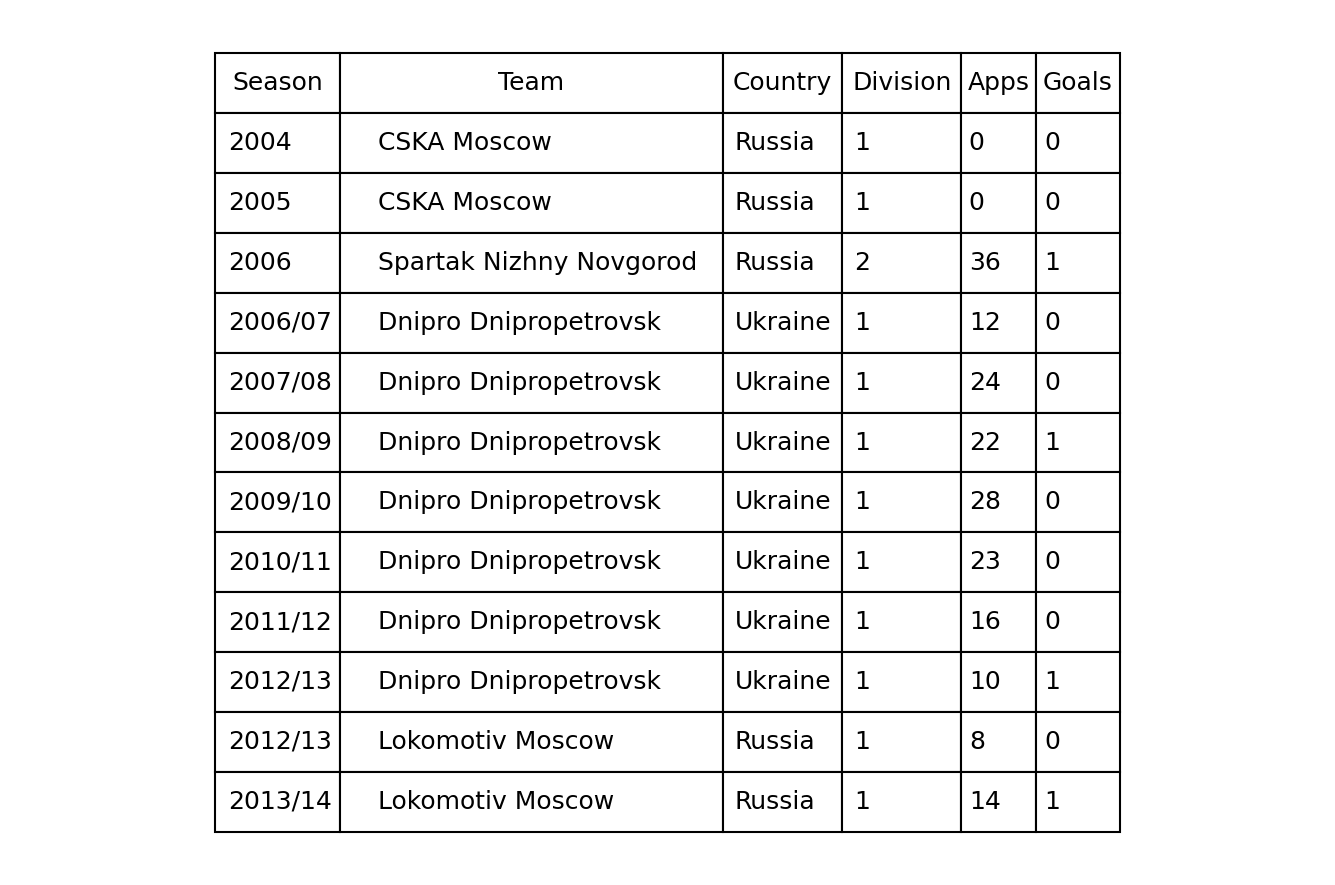 Season Team Country Division Apps Goals
2004 CSKA Moscow Russia 1 0 0
2005 CSKA Moscow Russia 1 0 0
2006 Spartak Nizhny Novgorod Russia 2 36 1
2006/07 Dnipro Dnipropetrovsk Ukraine 1 12 0
2007/08 Dnipro Dnipropetrovsk Ukraine 1 24 0
2008/09 Dnipro Dnipropetrovsk Ukraine 1 22 1
2009/10 Dnipro Dnipropetrovsk Ukraine 1 28 0
2010/11 Dnipro Dnipropetrovsk Ukraine 1 23 0
2011/12 Dnipro Dnipropetrovsk Ukraine 1 16 0
2012/13 Dnipro Dnipropetrovsk Ukraine 1 10 1
2012/13 Lokomotiv Moscow Russia 1 8 0
2013/14 Lokomotiv Moscow Russia 1 14 1